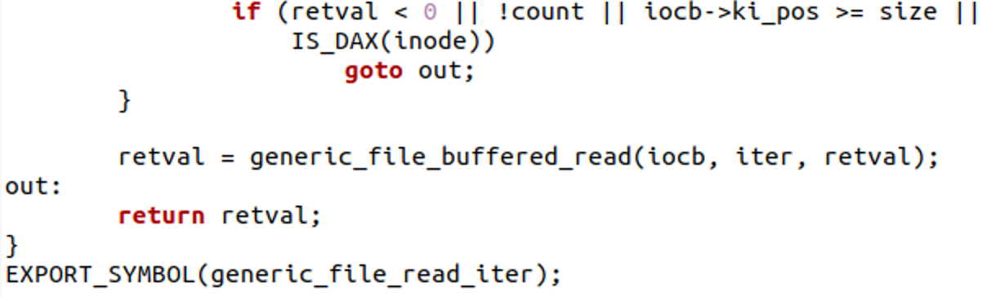 if (retval < 0 || !count || iocb->ki_pos >= size ||
IS_DAX(inode))
goto out;
}
retval = generic_file_buffered_read(iocb, iter, retval);
out:
return retval;
}
EXPORT_SYMBOL(generic_file_read_iter);